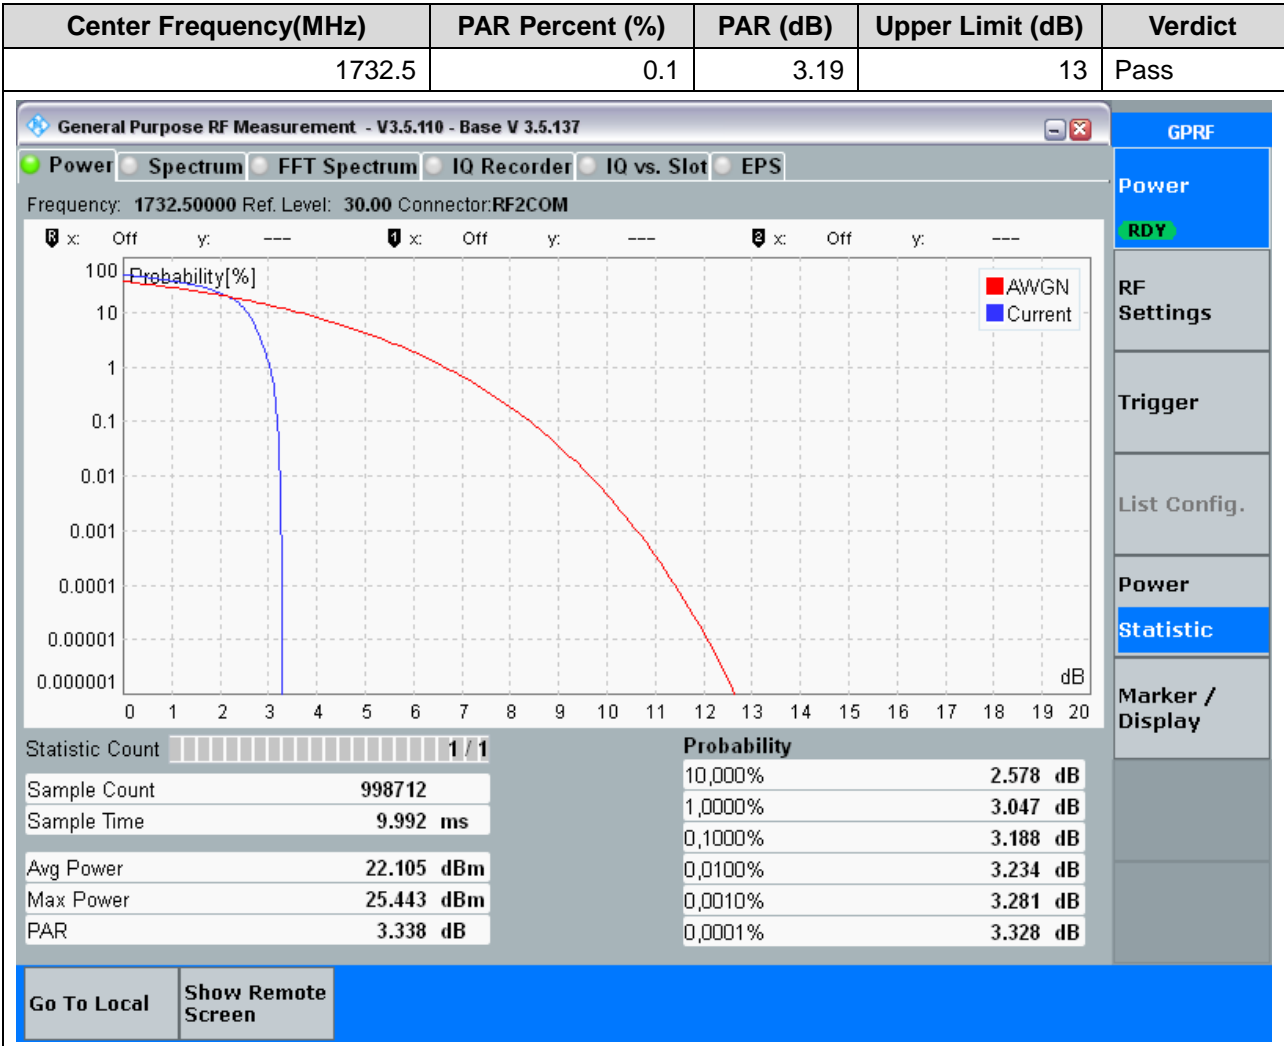 Center Frequency(MHz) PAR Percent (%) PAR (dB) Upper Limit (dB) Verdict
1732.5 0.1 3.19 13 Pass
General Purpose RF Measurement - V3.5.110 - Base V 3.5.137
GPRF
Power Spectrum FFT Spectrum IQ Recorder IQ vs. Slot EPS
Frequency: 1732.50000 Ref. Level: 30.00 Connector:RF2COM
R x: Off y: --- 1 x: Off y: --- 2 x: Off y: ---
Probability[%]
AWGN
Current
100
10
1
0.1
0.01
0.001
0.0001
0.00001
0.000001
dB
0 1 2 3 4 5 6 7 8 9 10 11 12 13 14 15 16 17 18 19 20
Statistic Count 1 / 1
Sample Count 998712
Sample Time 9.992 ms
Avg Power 22.105 dBm
Max Power 25.443 dBm
PAR 3.338 dB
Probability
10,000% 2.578 dB
1,0000% 3.047 dB
0,1000% 3.188 dB
0,0100% 3.234 dB
0,0010% 3.281 dB
0,0001% 3.328 dB
Power
RDY
RF
Settings
Trigger
List Config.
Power
Statistic
Marker /
Display
Go To Local
Show Remote
Screen